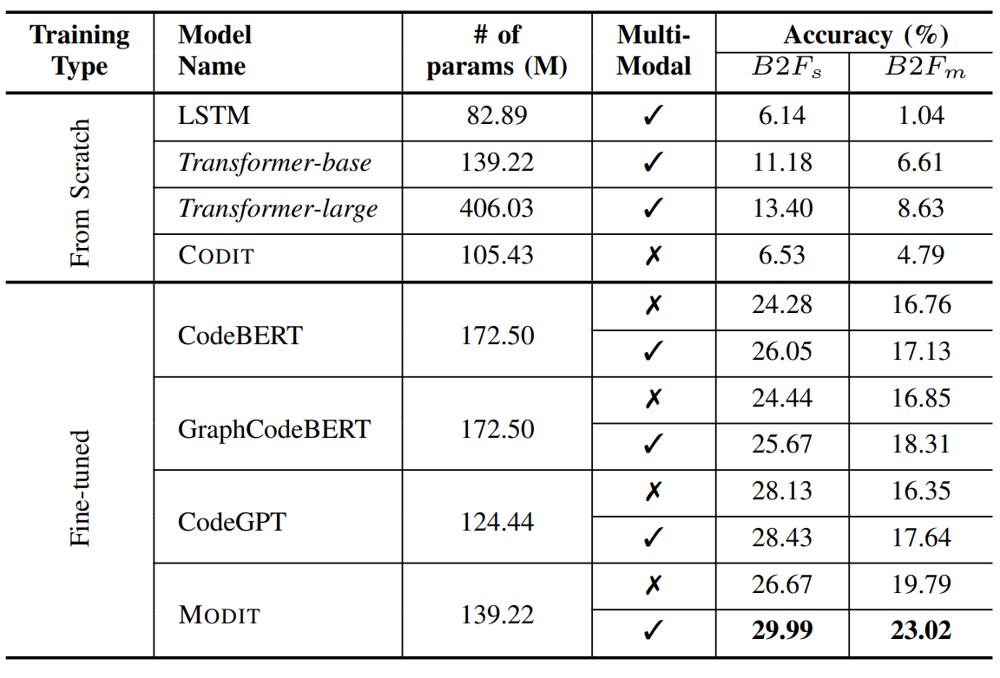 Training Type Model Name # of params (M) Multi-Modal Accuracy (%)
B2Fs B2Fm
From Scratch
LSTM 82.89 ✓ 6.14 1.04
Transformer-base 139.22 ✓ 11.18 6.61
Transformer-large 406.03 ✓ 13.40 8.63
CODIT 105.43 ✗ 6.53 4.79
Fine-tuned
CodeBERT 172.50 ✗ 24.28 16.76
✓ 26.05 17.13
GraphCodeBERT 172.50 ✗ 24.44 16.85
✓ 25.67 18.31
CodeGPT 124.44 ✗ 28.13 16.35
✓ 28.43 17.64
MODIT 139.22 ✗ 26.67 19.79
✓ 29.99 23.02